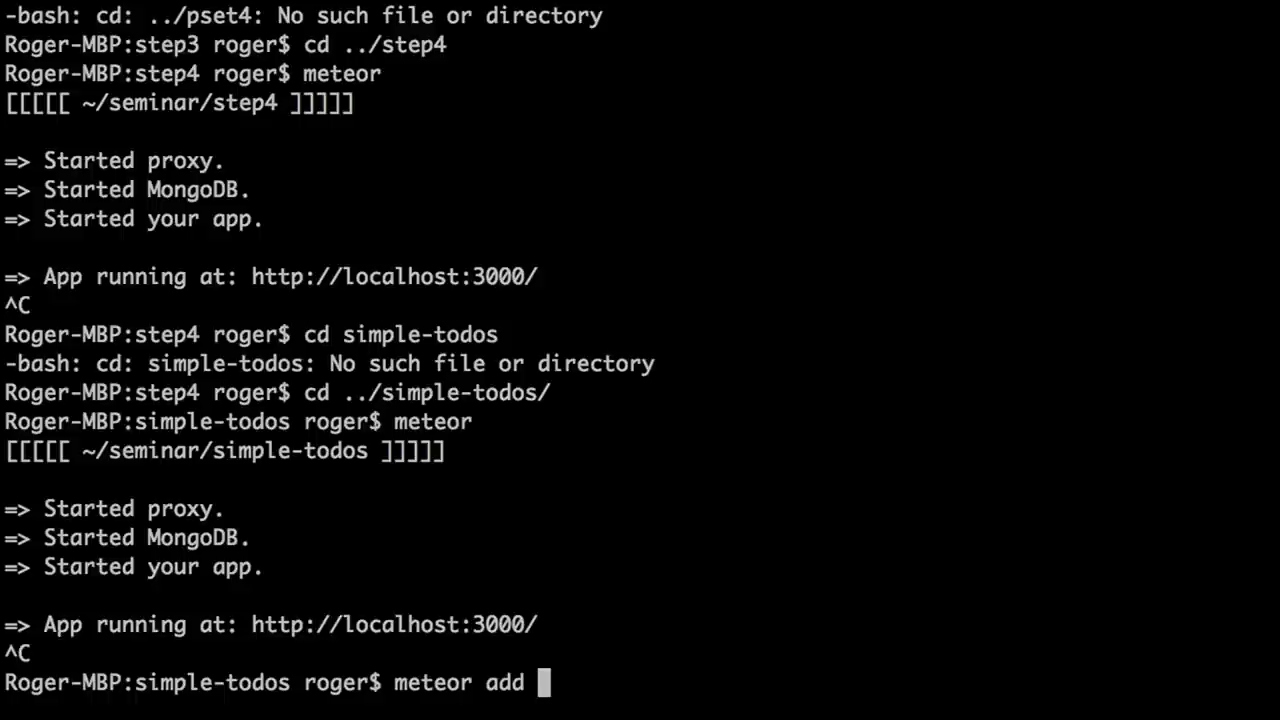 -bash: cd: ../pset4: No such file or directory
Roger-MBP:step3 roger$ cd ../step4
Roger-MBP:step4 roger$ meteor
[[[[[ ~/seminar/step4 ]]]]]
=> Started proxy.
=> Started MongoDB.
=> Started your app.
=> App running at: http://localhost:3000/
^C
Roger-MBP:step4 roger$ cd simple-todos
-bash: cd: simple-todos: No such file or directory
Roger-MBP:step4 roger$ cd ../simple-todos/
Roger-MBP:simple-todos roger$ meteor
[[[[[ ~/seminar/simple-todos ]]]]]
=> Started proxy.
=> Started MongoDB.
=> Started your app.
=> App running at: http://localhost:3000/
^C
Roger-MBP:simple-todos roger$ meteor add